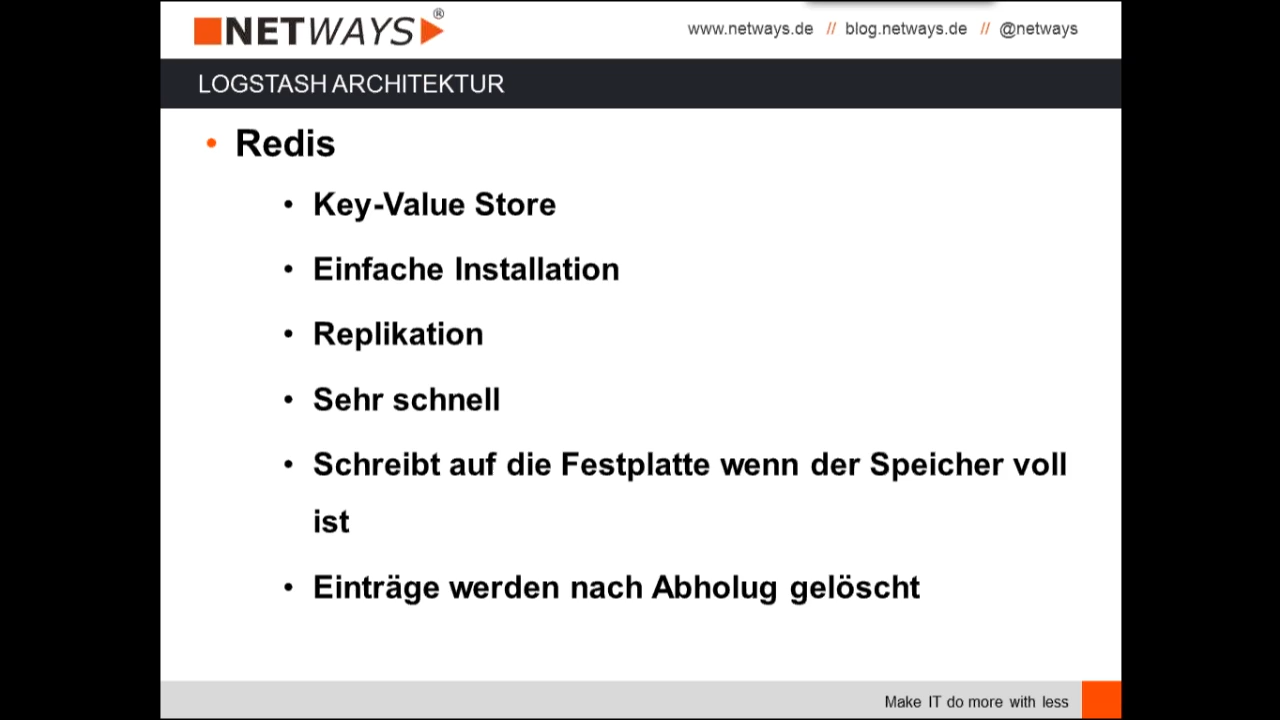 NETWAYS®
www.netways.de // blog.netways.de // @netways
LOGSTASH ARCHITEKTUR
• Redis
• Key-Value Store
• Einfache Installation
• Replikation
• Sehr schnell
• Schreibt auf die Festplatte wenn der Speicher voll
ist
• Einträge werden nach Abholug gelöscht
Make IT do more with less